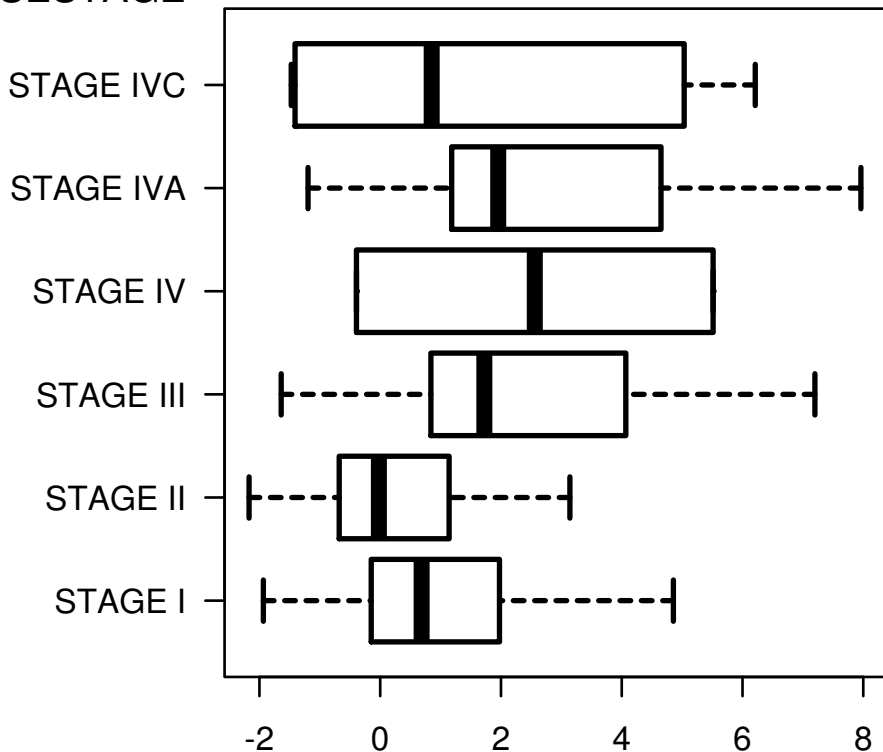 STAGE IVC
STAGE IVA
STAGE IV
STAGE III
STAGE II
STAGE I
-2 0 2 4 6 8